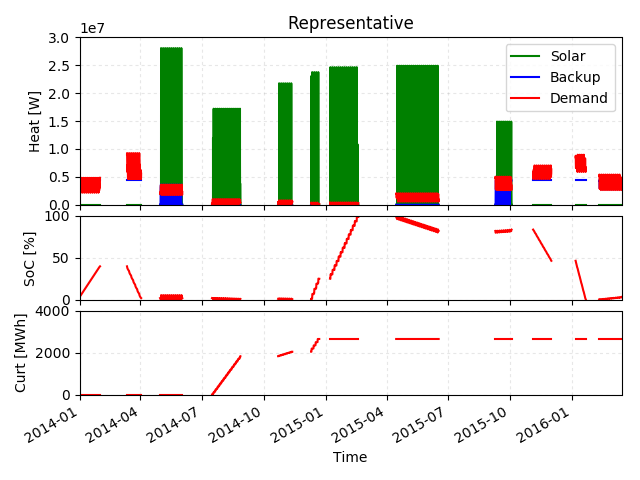 Representative
1e7
3.0
2.5
2.0
1.5
1.0
0.5
0.0
Heat [W]
Solar
Backup
Demand
100
50
0
SoC [%]
4000
2000
0
Curt [MWh]
2014-01
2014-04
2014-07
2014-10
2015-01
2015-04
2015-07
2015-10
2016-01
Time